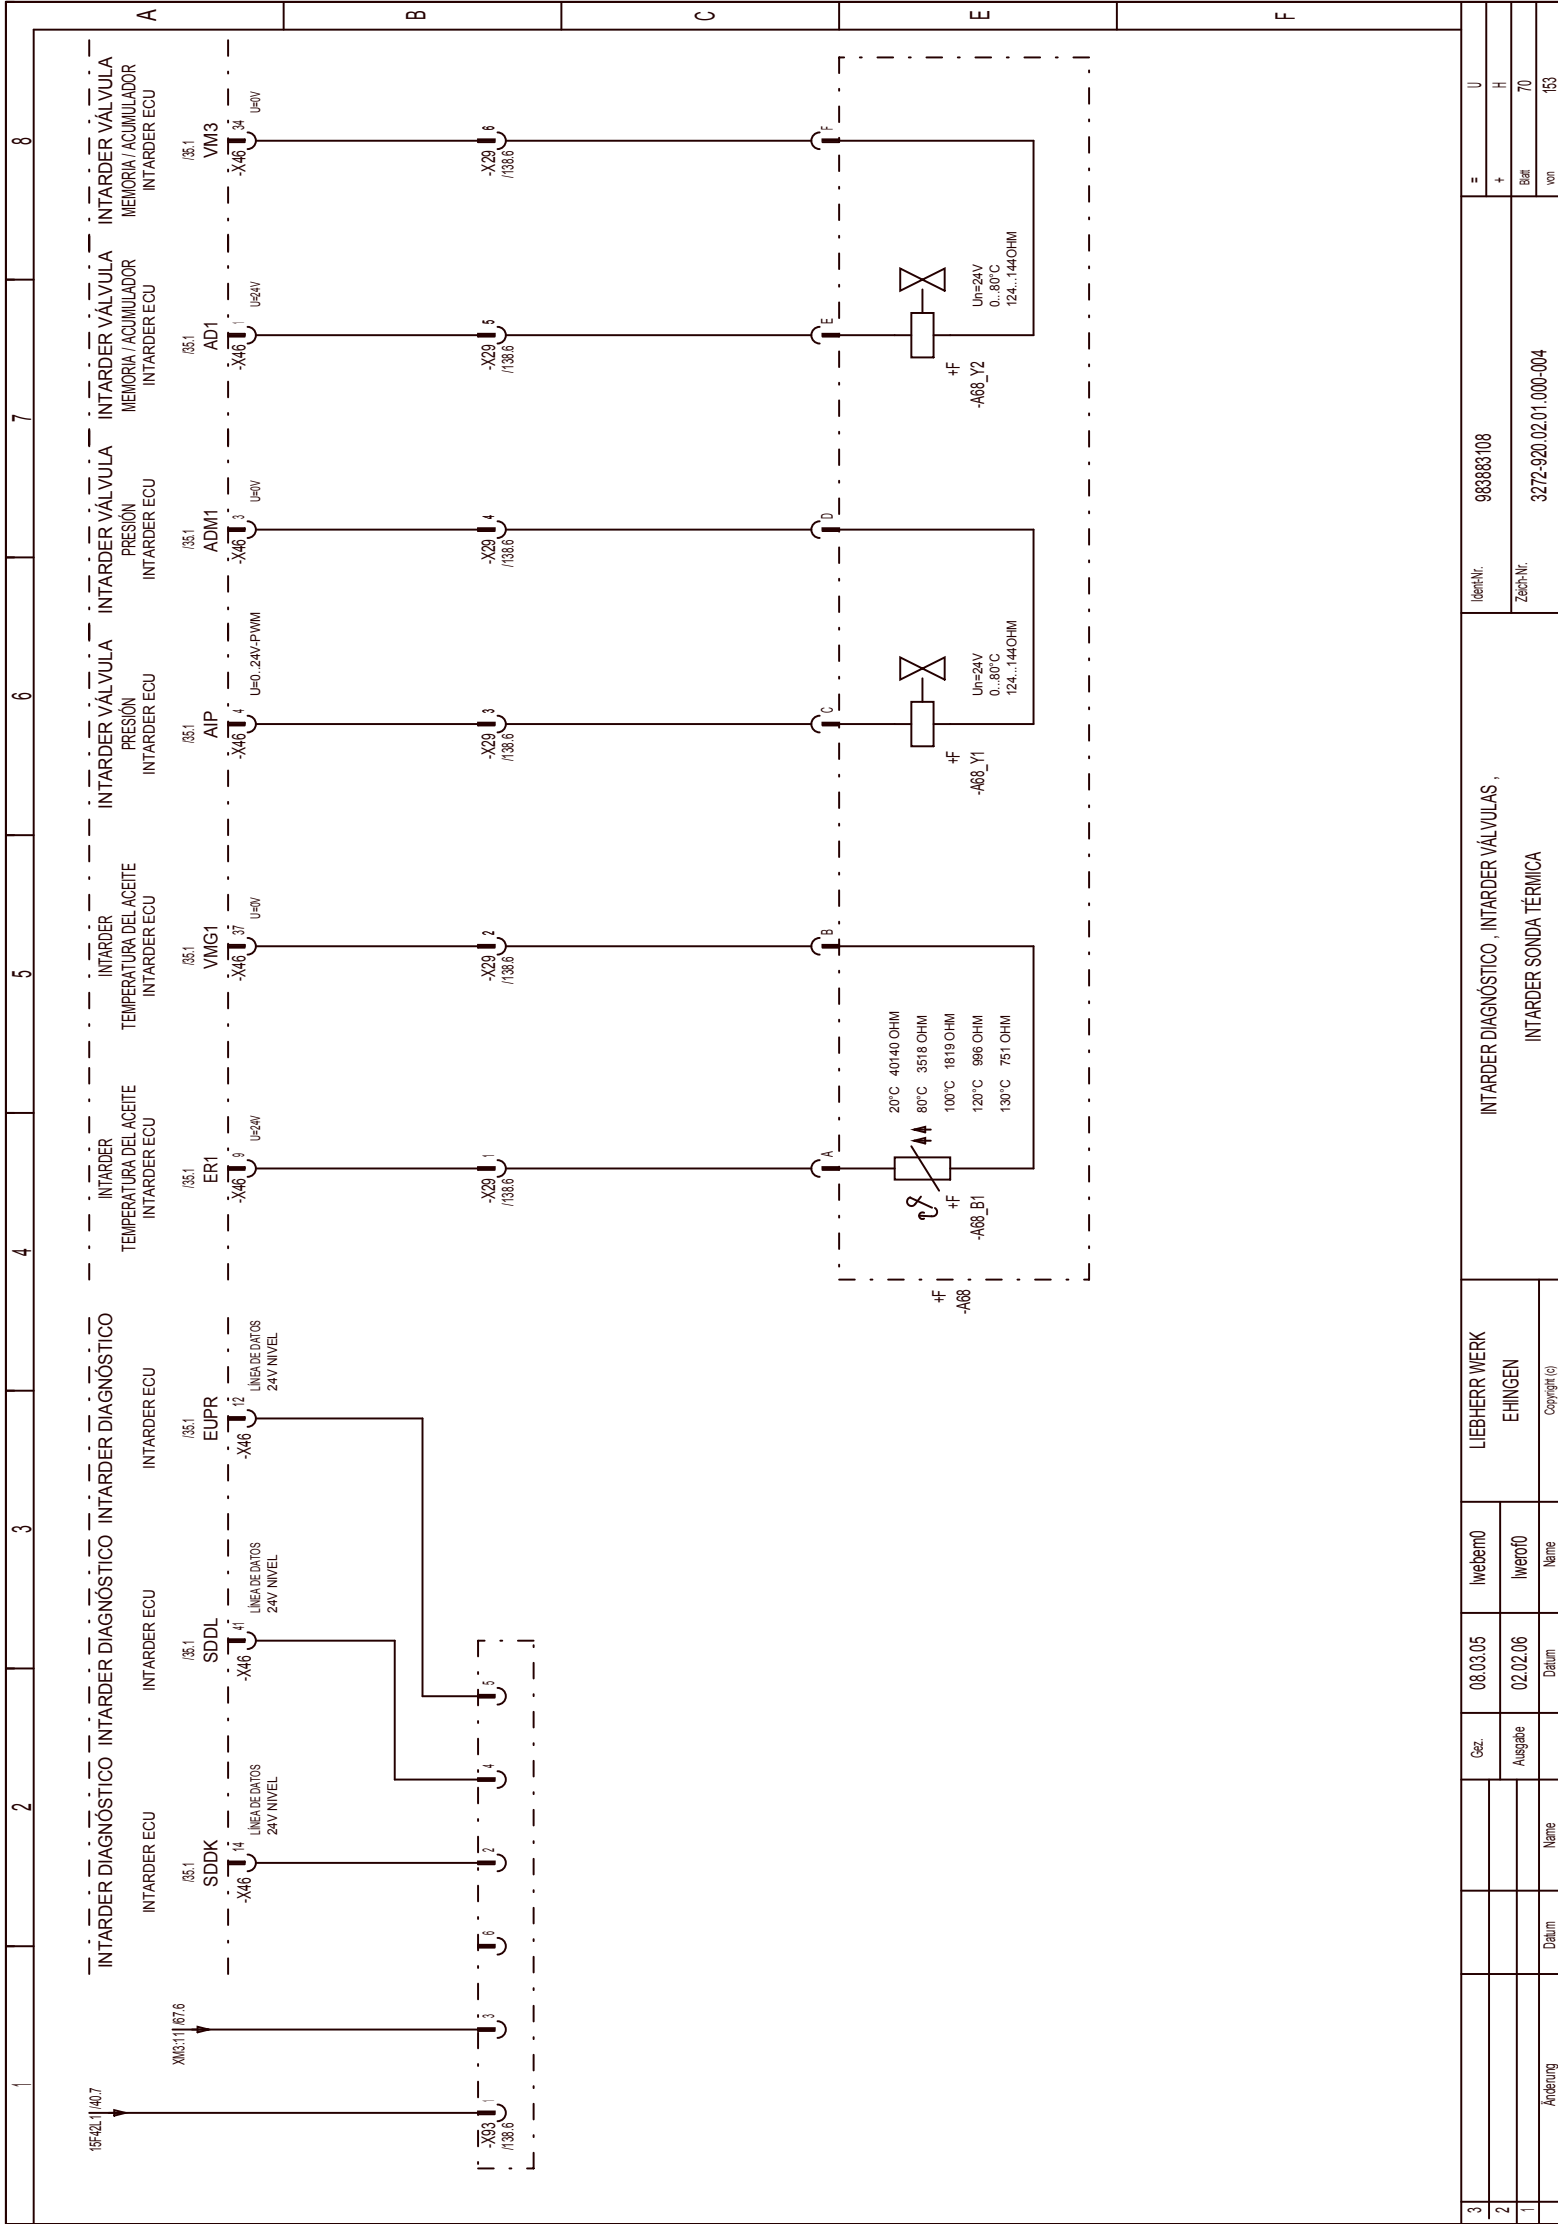 1
2
3
4
5
6
7
8
A
B
C
E
F
15F42L1 /40.7
XM3:11 /67.6
INTARDER DIAGNÓSTICO
INTARDER ECU
/35.1
SDDK
-X46
14
LÍNEA DE DATOS
24V NIVEL
INTARDER DIAGNÓSTICO
INTARDER ECU
/35.1
SDDL
-X46
41
LÍNEA DE DATOS
24V NIVEL
INTARDER DIAGNÓSTICO
INTARDER ECU
/35.1
EUPR
-X46
12
LÍNEA DE DATOS
24V NIVEL
INTARDER
TEMPERATURA DEL ACEITE
INTARDER ECU
/35.1
ER1
-X46
9
U=24V
INTARDER
TEMPERATURA DEL ACEITE
INTARDER ECU
/35.1
VMG1
-X46
37
U=0V
INTARDER VÁLVULA
PRESIÓN
INTARDER ECU
/35.1
AIP
-X46
4
U=0..24V-PWM
INTARDER VÁLVULA
PRESIÓN
INTARDER ECU
/35.1
ADM1
-X46
3
U=0V
INTARDER VÁLVULA
MEMORIA / ACUMULADOR
INTARDER ECU
/35.1
AD1
-X46
1
U=24V
INTARDER VÁLVULA
MEMORIA / ACUMULADOR
INTARDER ECU
/35.1
VM3
-X46
34
U=0V
-X93
/138.6
1
3
6
2
4
5
-X29
/138.6
1
-X29
/138.6
2
-X29
/138.6
3
-X29
/138.6
4
-X29
/138.6
5
-X29
/138.6
6
A
B
C
D
E
F
+F
-A68
+F
-A68_B1
20°C 40140 OHM
80°C 3518 OHM
100°C 1819 OHM
120°C 996 OHM
130°C 751 OHM
+F
-A68_Y1
Un=24V
0...80°C
124...144OHM
+F
-A68_Y2
Un=24V
0...80°C
124...144OHM
3
2
1
Änderung
Datum
Name
Gez.
08.03.05
lwebem0
Ausgabe
02.02.06
lwerof0
Datum
Name
LIEBHERR WERK
EHINGEN
Copyright (c)
INTARDER DIAGNÓSTICO , INTARDER VÁLVULAS ,
INTARDER SONDA TÉRMICA
Ident-Nr.
983883108
Zeich-Nr.
3272-920.02.01.000-004
=
U
+
H
Blatt
70
von
153